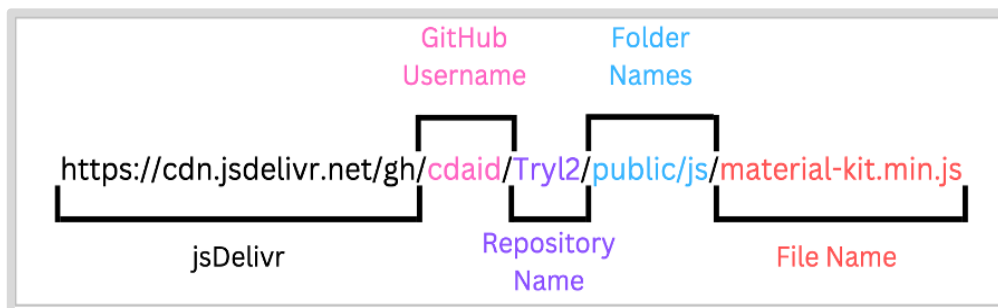 GitHub
Username
Folder
Names
https://cdn.jsdelivr.net/gh/cdaid/Tryl2/public/js/material-kit.min.js
jsDelivr
Repository
Name
File Name